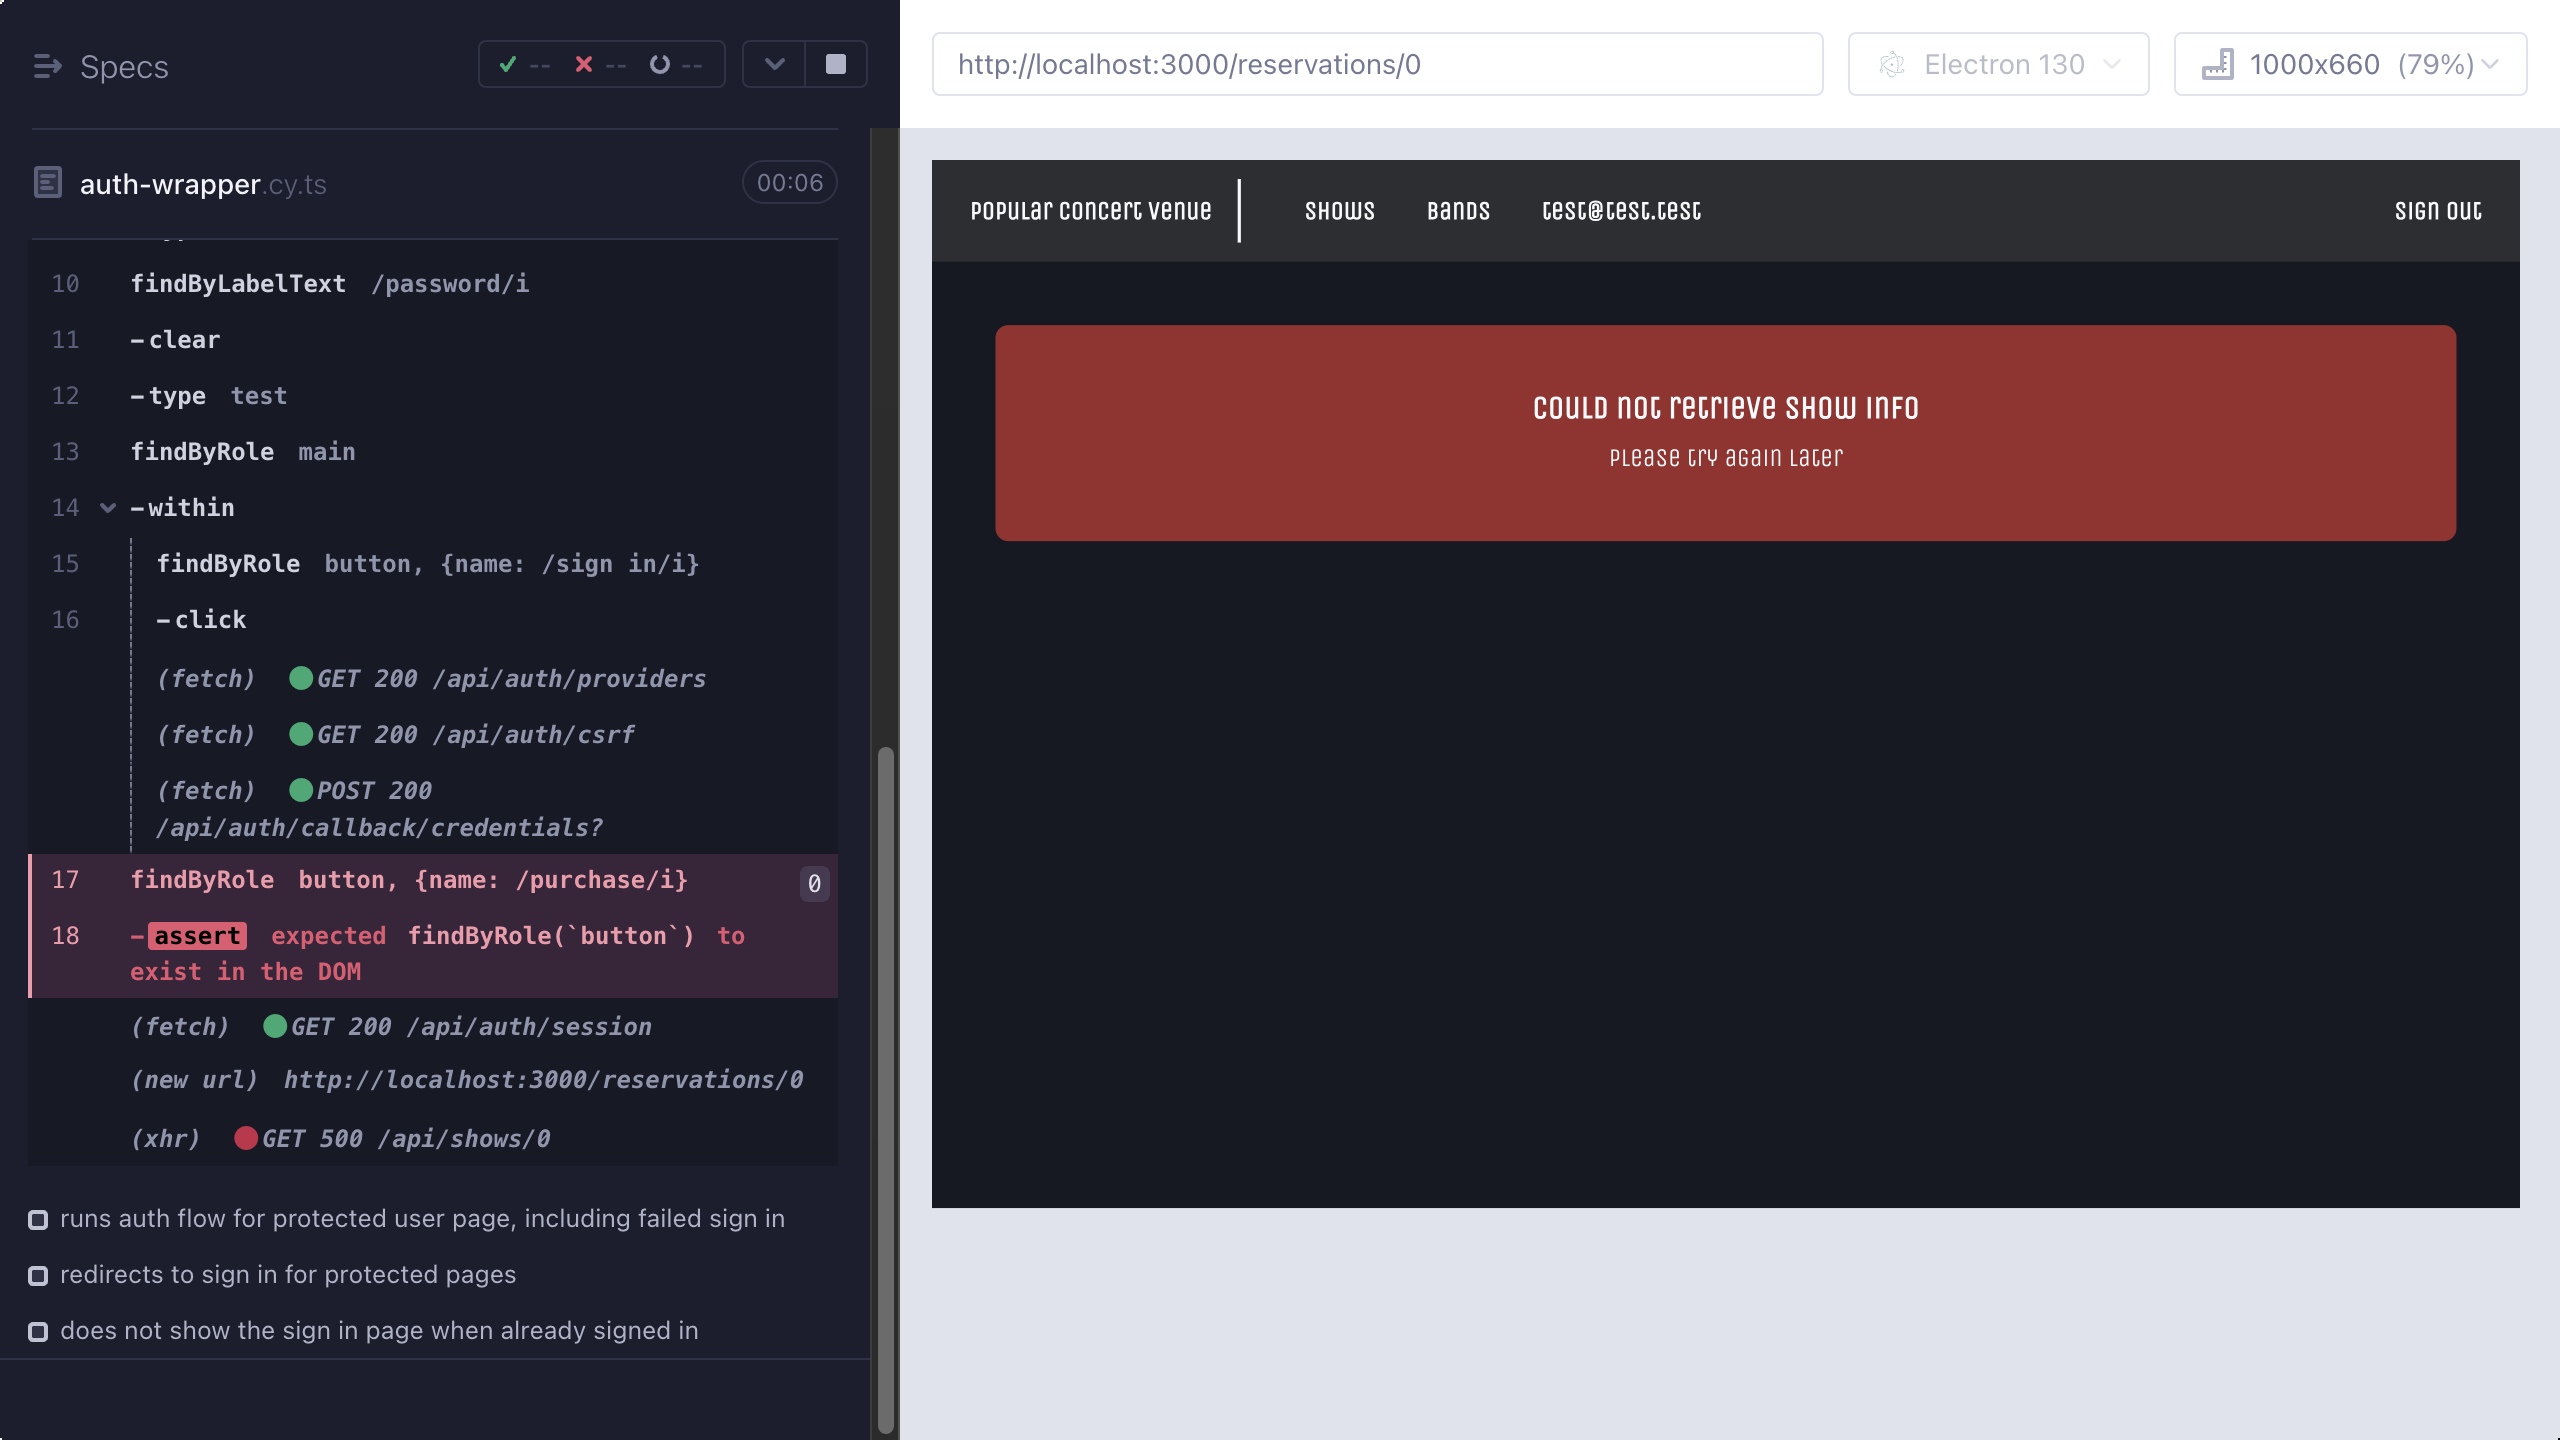 Specs
-- -- --
auth-wrapper.cy.ts 00:06
10 findByLabelText /password/i
11 -clear
12 -type test
13 findByRole main
14 -within
15 findByRole button, {name: /sign in/i}
16 -click
(fetch) GET 200 /api/auth/providers
(fetch) GET 200 /api/auth/csrf
(fetch) POST 200
/api/auth/callback/credentials?
17 findByRole button, {name: /purchase/i} 0
18 -assert expected findByRole(`button`) to
exist in the DOM
(fetch) GET 200 /api/auth/session
(new url) http://localhost:3000/reservations/0
(xhr) GET 500 /api/shows/0
runs auth flow for protected user page, including failed sign in
redirects to sign in for protected pages
does not show the sign in page when already signed in
http://localhost:3000/reservations/0
Electron 130
1000x660 (79%)
Popular Concert Venue
Shows
Bands
test@test.test
Sign out
Could not retrieve show info
Please try again later